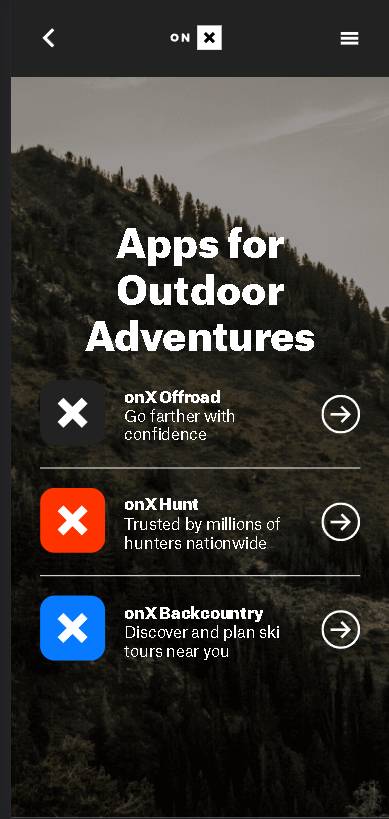 ON X
Apps for
Outdoor
Adventures
onX Offroad
Go farther with
confidence
onX Hunt
Trusted by millions of
hunters nationwide
onX Backcountry
Discover and plan ski
tours near you